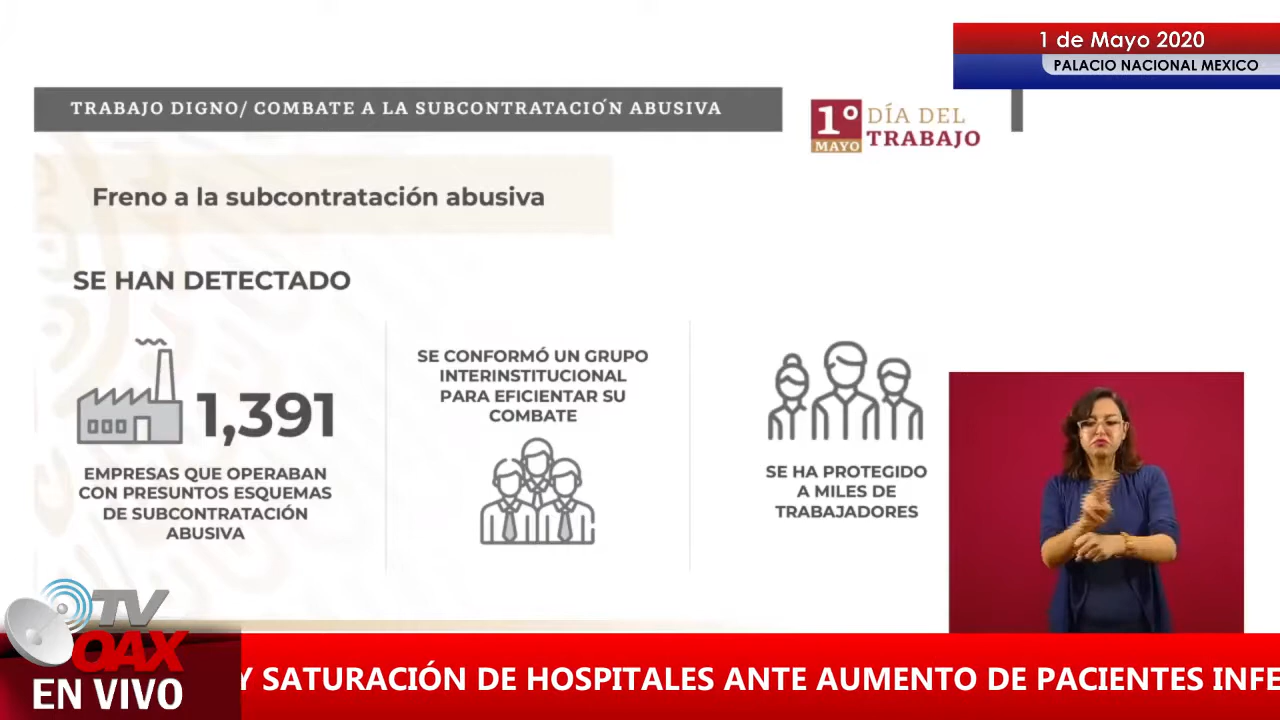 1 de Mayo 2020
PALACIO NACIONAL MEXICO
TRABAJO DIGNO/ COMBATE A LA SUBCONTRATACIÓN ABUSIVA
1º
MAYO
DÍA DEL
TRABAJO
Freno a la subcontratación abusiva
SE HAN DETECTADO
1,391
EMPRESAS QUE OPERABAN
CON PRESUNTOS ESQUEMAS
DE SUBCONTRATACIÓN
ABUSIVA
SE CONFORMÓ UN GRUPO
INTERINSTITUCIONAL
PARA EFICIENTAR SU
COMBATE
SE HA PROTEGIDO
A MILES DE
TRABAJADORES
TV
OAX
EN VIVO
Y SATURACIÓN DE HOSPITALES ANTE AUMENTO DE PACIENTES INFE